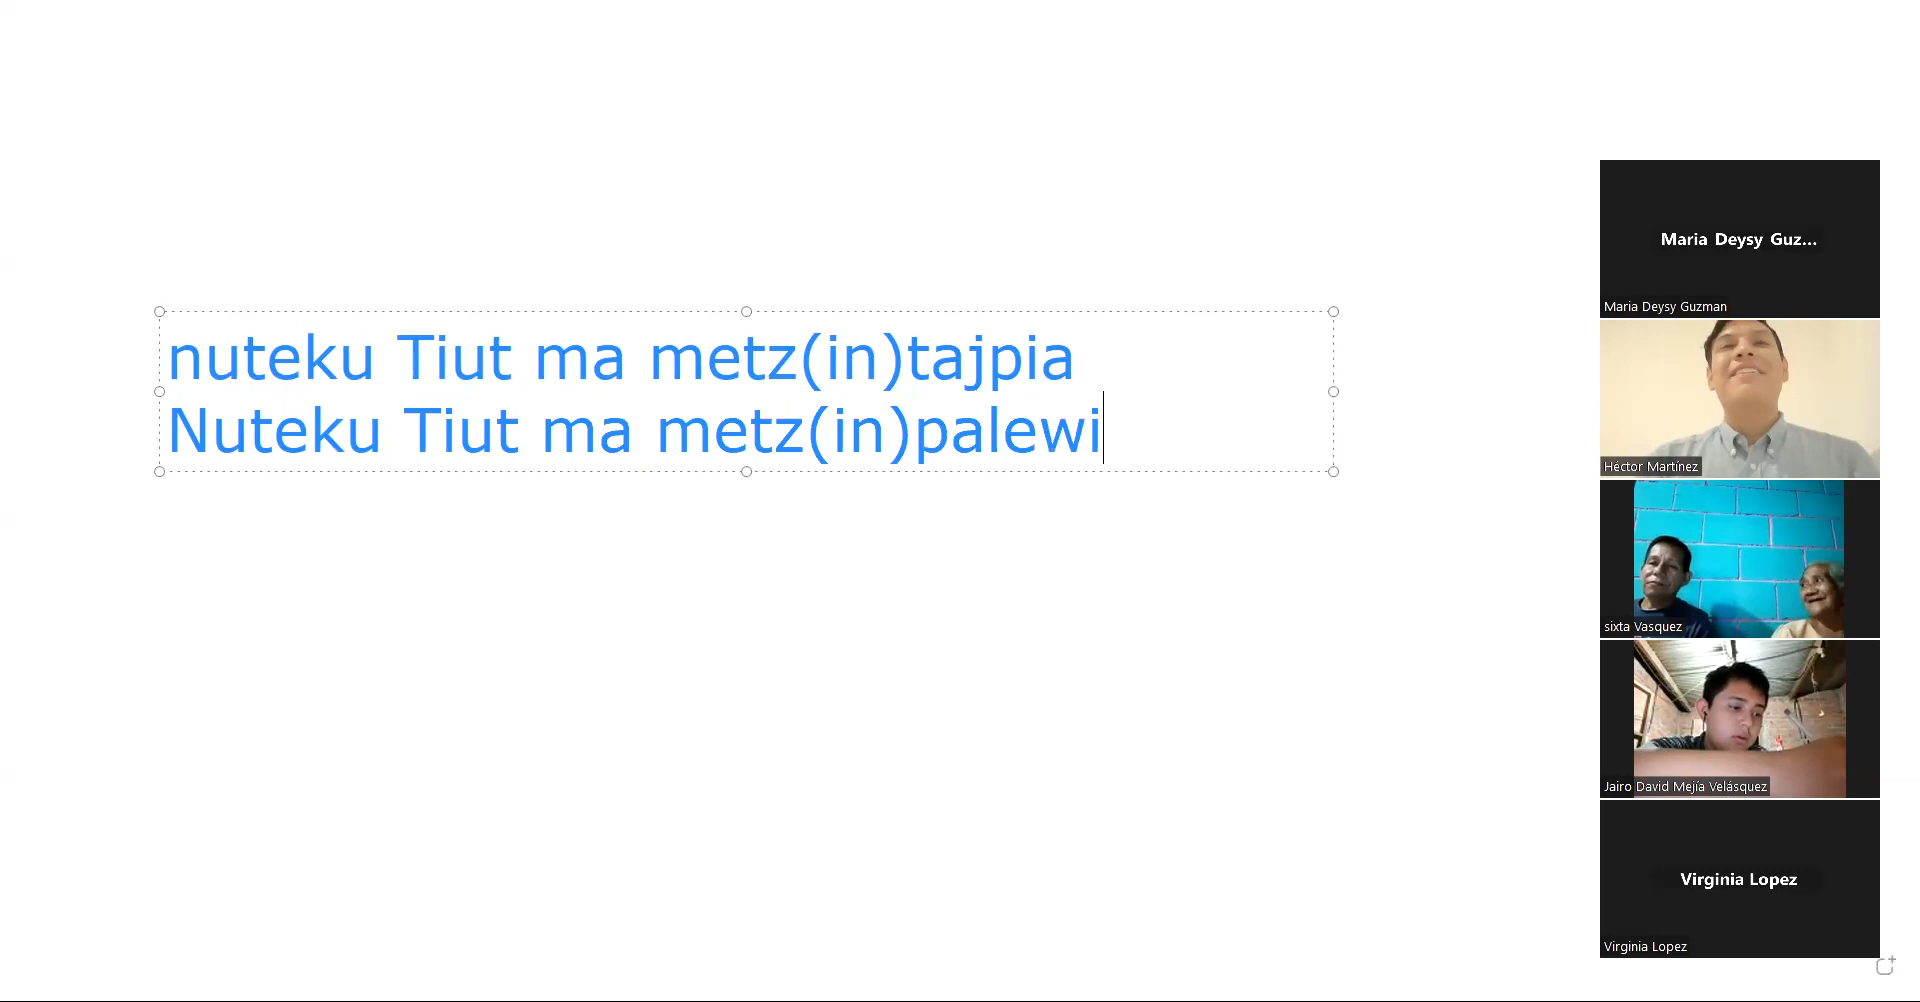 nuteku Tiut ma metz(in)tajpia
Nuteku Tiut ma metz(in)palewi
Maria Deysy Guz...
Maria Deysy Guzman
Héctor Martínez
sixta Vasquez
Jairo David Mejía Velásquez
Virginia Lopez
Virginia Lopez